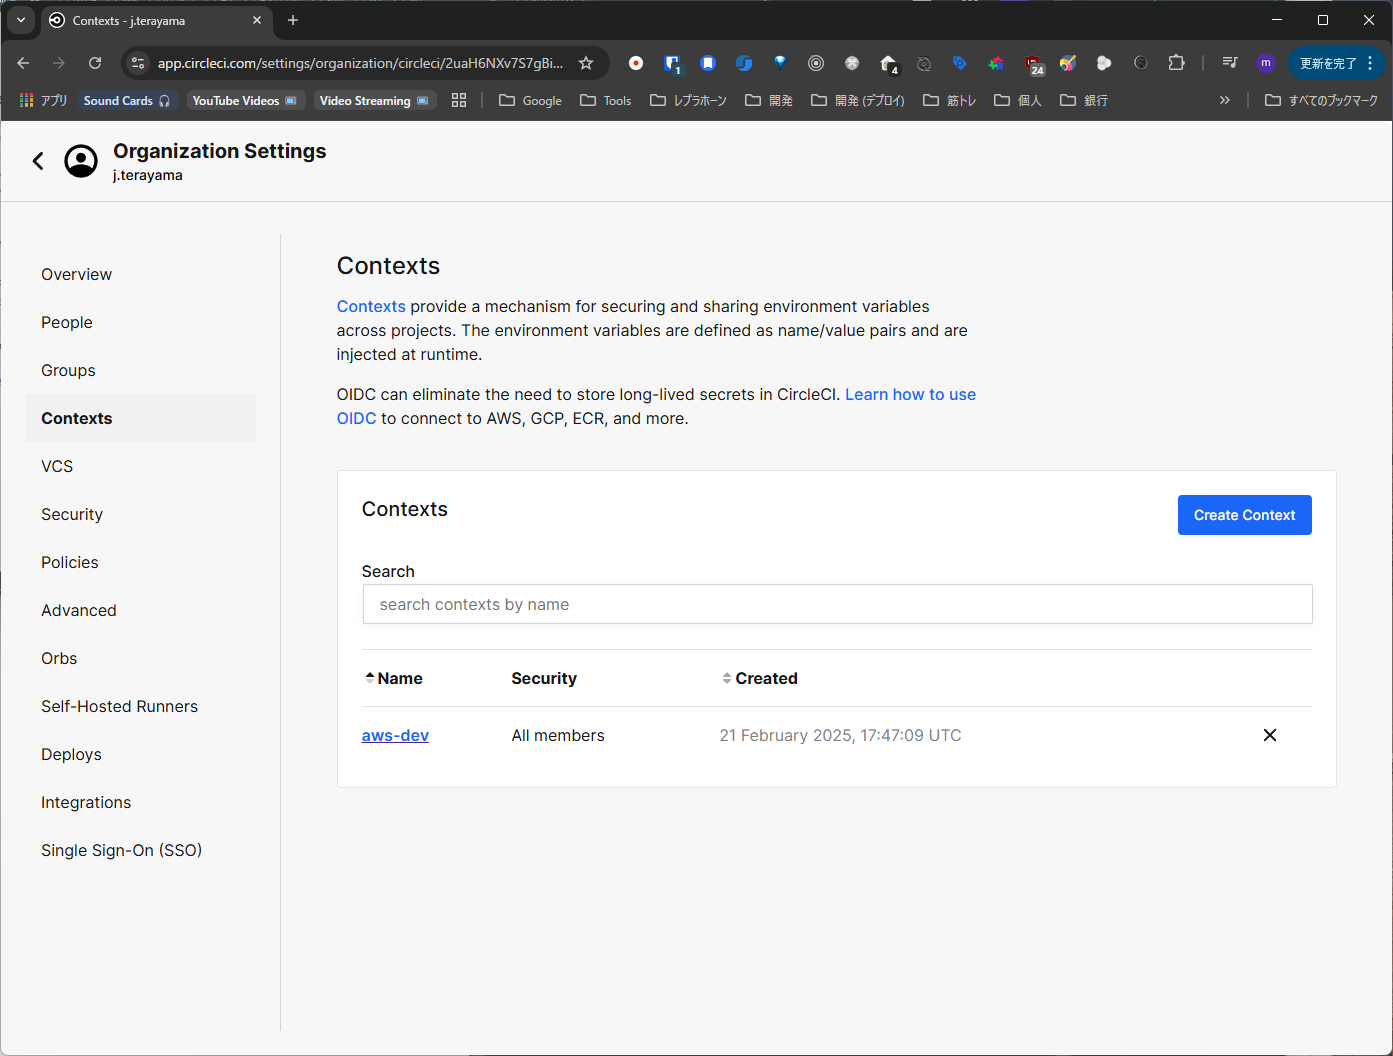 Contexts - j.terayama
app.circleci.com/settings/organization/circleci/2uaH6NXv7S7gBi...
1
4
24
m
更新を完了
アプリ
Sound Cards
YouTube Videos
Video Streaming
Google
Tools
レプラホーン
開発
開発 (デプロイ)
筋トレ
個人
銀行
すべてのブックマーク
Organization Settings
j.terayama
Overview
People
Groups
Contexts
VCS
Security
Policies
Advanced
Orbs
Self-Hosted Runners
Deploys
Integrations
Single Sign-On (SSO)
Contexts
Contexts provide a mechanism for securing and sharing environment variables
across projects. The environment variables are defined as name/value pairs and are
injected at runtime.
OIDC can eliminate the need to store long-lived secrets in CircleCI. Learn how to use
OIDC to connect to AWS, GCP, ECR, and more.
Contexts
Create Context
Search
search contexts by name
Name Security Created
aws-dev All members 21 February 2025, 17:47:09 UTC